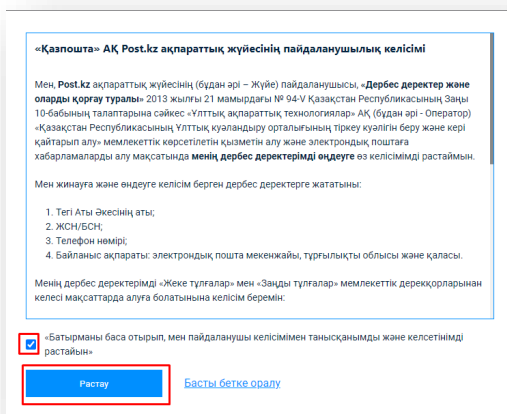 «Қазпошта» АҚ Post.kz ақпараттық жүйесінің пайдаланушылық келісімі
Мен, Post.kz ақпараттық жүйесінің (бұдан әрі – Жүйе) пайдаланушысы, «Дербес деректер және
оларды қорғау туралы» 2013 жылғы 21 мамырдағы № 94-V Қазақстан Республикасының Заңы
10-бабының талаптарына сәйкес «Ұлттық ақпараттық технологиялар» АҚ (бұдан әрі - Оператор)
«Қазақстан Республикасының Ұлттық куәландыру орталығының тіркеу куәлігін беру және кері
қайтарып алу» мемлекеттік көрсетілетін қызметін алу және электрондық поштаға
хабарламаларды алу мақсатында менің дербес деректерімді өңдеуге өз келісімімді растаймын.
Мен жинауға және өндеуге келісім берген дербес деректерге жататыны:
1. Тегі Аты Әкесінің аты;
2. ЖСН/БСН;
3. Телефон нөмірі;
4. Байланыс ақпараты: электрондық пошта мекенжайы, тұрғылықты облысы және қаласы.
Менің дербес деректерімді «Жеке тұлғалар» мен «Заңды тұлғалар» мемлекеттік дерекқорларынан
келесі мақсаттарда алуға болатынына келісім беремін:
«Батырманы баса отырып, мен пайдаланушы келісімімен танысқанымды және келсетінімді
растайын»
Растау
Басты бетке оралу